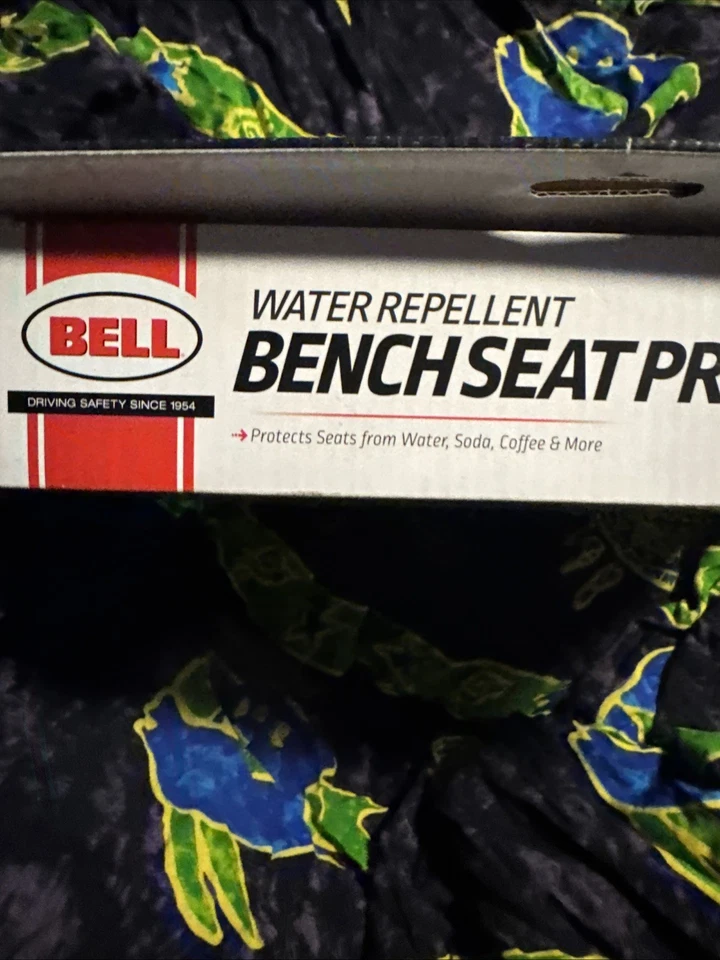 BELL
DRIVING SAFETY SINCE 1954
WATER REPELLENT
BENCH SEAT PR
Protects Seats from Water, Soda, Coffee & More